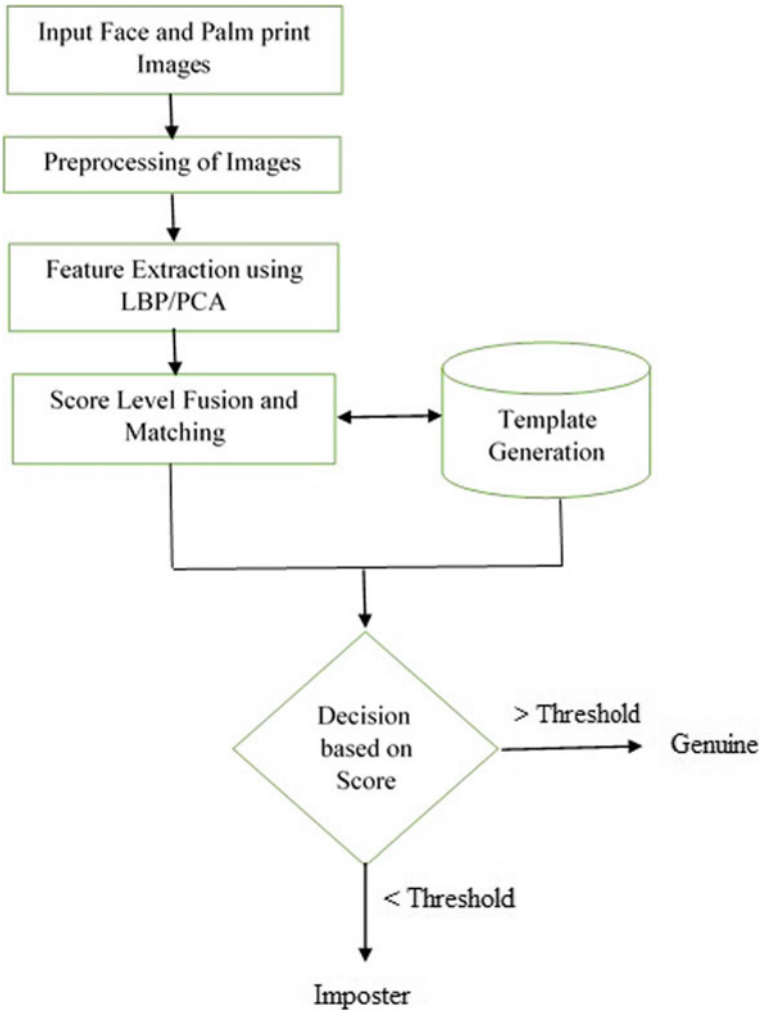 Input Face and Palm print
Images
Preprocessing of Images
Feature Extraction using
LBP/PCA
Score Level Fusion and
Matching
Template
Generation
Decision
based on
Score
> Threshold
Genuine
< Threshold
Imposter